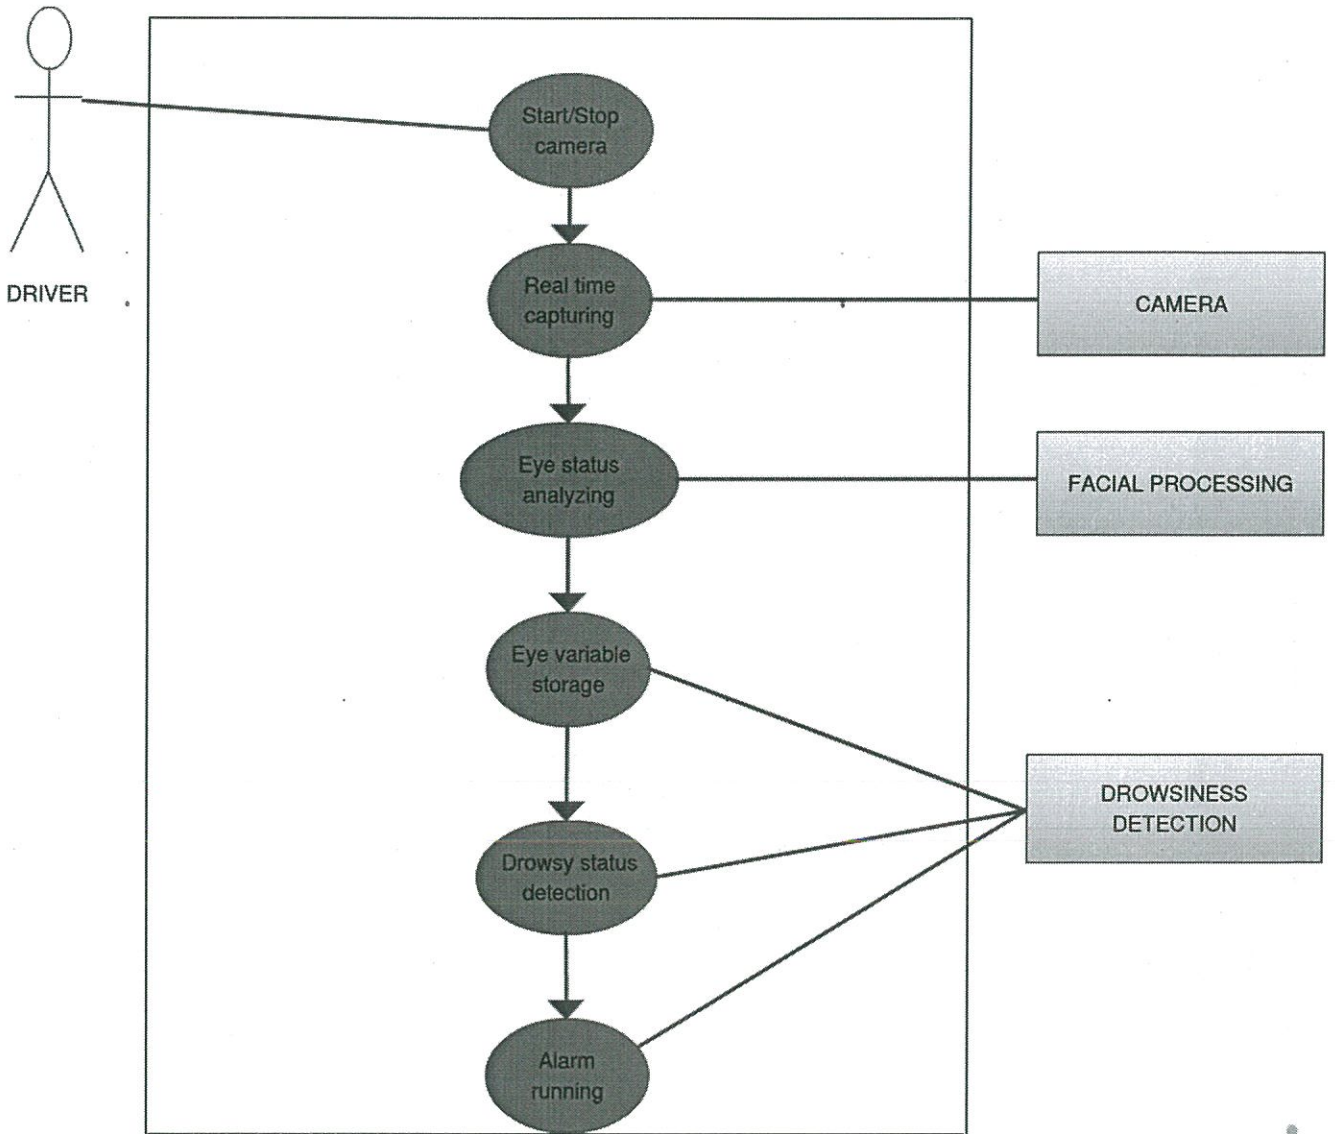 Start/Stop
camera
DRIVER
Real time
capturing
CAMERA
Eye status
analyzing
FACIAL PROCESSING
Eye variable
storage
DROWSINESS
DETECTION
Drowsy status
detection
Alarm
running